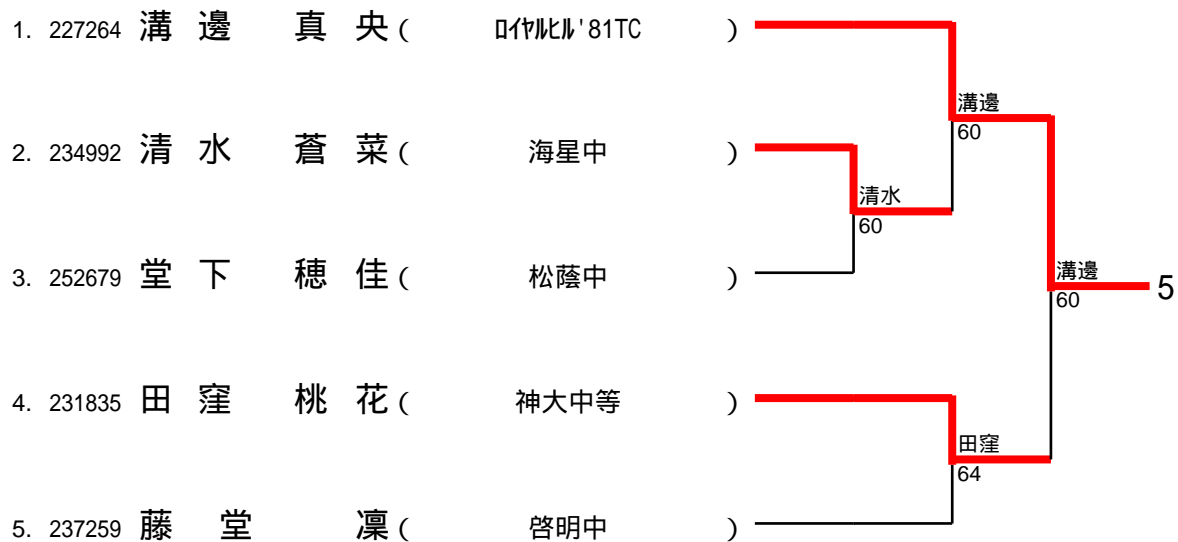 1. 227264 溝邊 真央 ( ﾛｲﾔﾙﾋﾙ'81TC )
溝邊
60
2. 234992 清水 蒼菜 ( 海星中 )
清水
60
3. 252679 堂下 穂佳 ( 松蔭中 )
溝邊
60
5
4. 231835 田窪 桃花 ( 神大中等 )
田窪
64
5. 237259 藤堂 凜 ( 啓明中 )